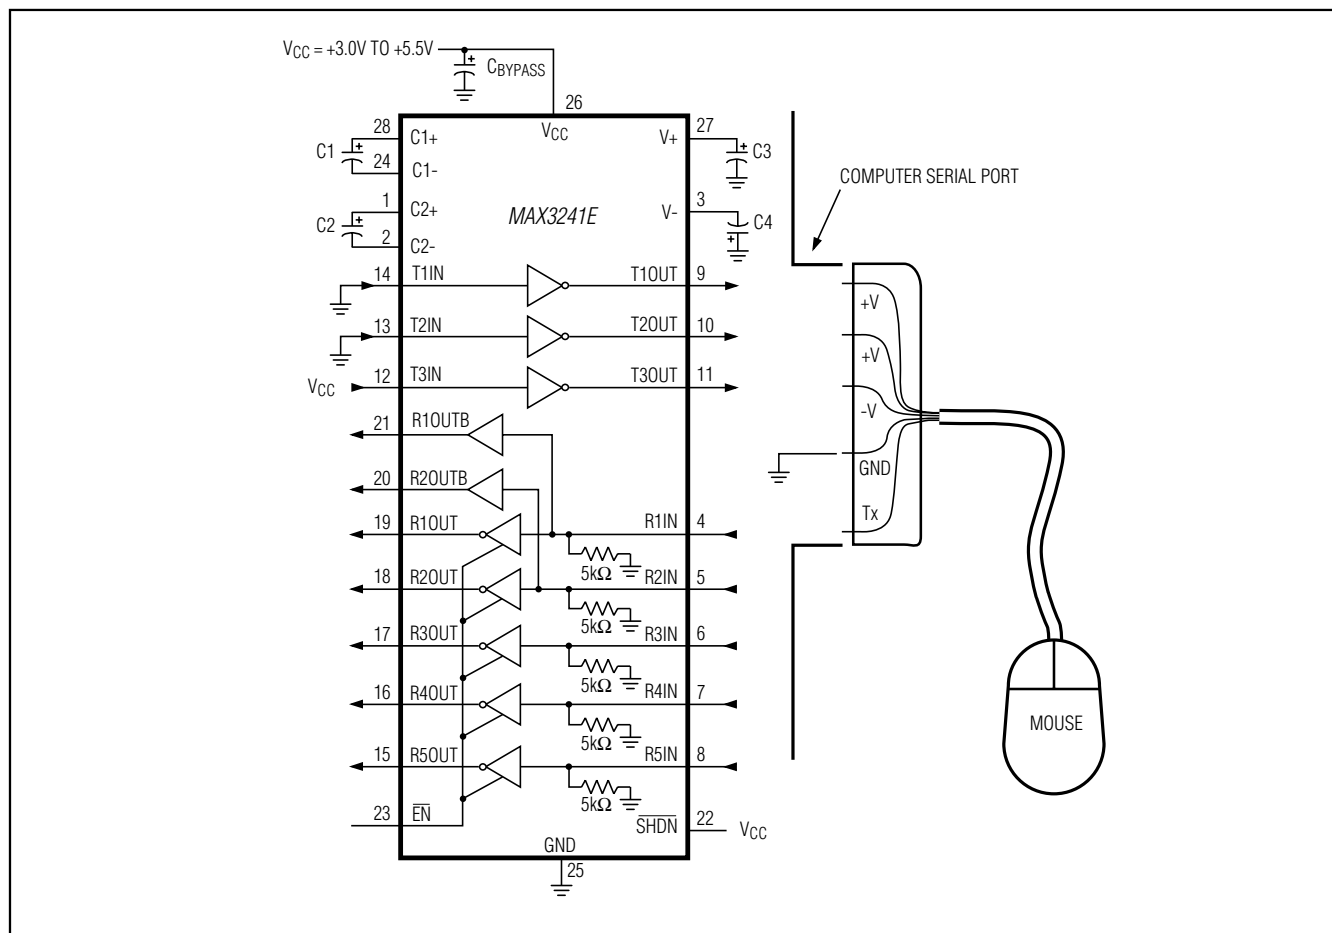 VCC = +3.0V TO +5.5V
CBYPASS
26
VCC
28
C1+
V+
27
C1
C3
24
C1-
1
C2+
V-
3
C2
MAX3241E
C4
2
C2-
14
T1IN
T1OUT
9
13
T2IN
T2OUT
10
VCC
12
T3IN
T3OUT
11
21
R1OUTB
20
R2OUTB
19
R1OUT
R1IN
4
5kΩ
18
R2OUT
R2IN
5
5kΩ
17
R3OUT
R3IN
6
5kΩ
16
R4OUT
R4IN
7
5kΩ
15
R5OUT
R5IN
8
5kΩ
23
E̅N̅
S̅H̅D̅N̅
22
VCC
GND
25
COMPUTER SERIAL PORT
+V
+V
-V
GND
Tx
MOUSE